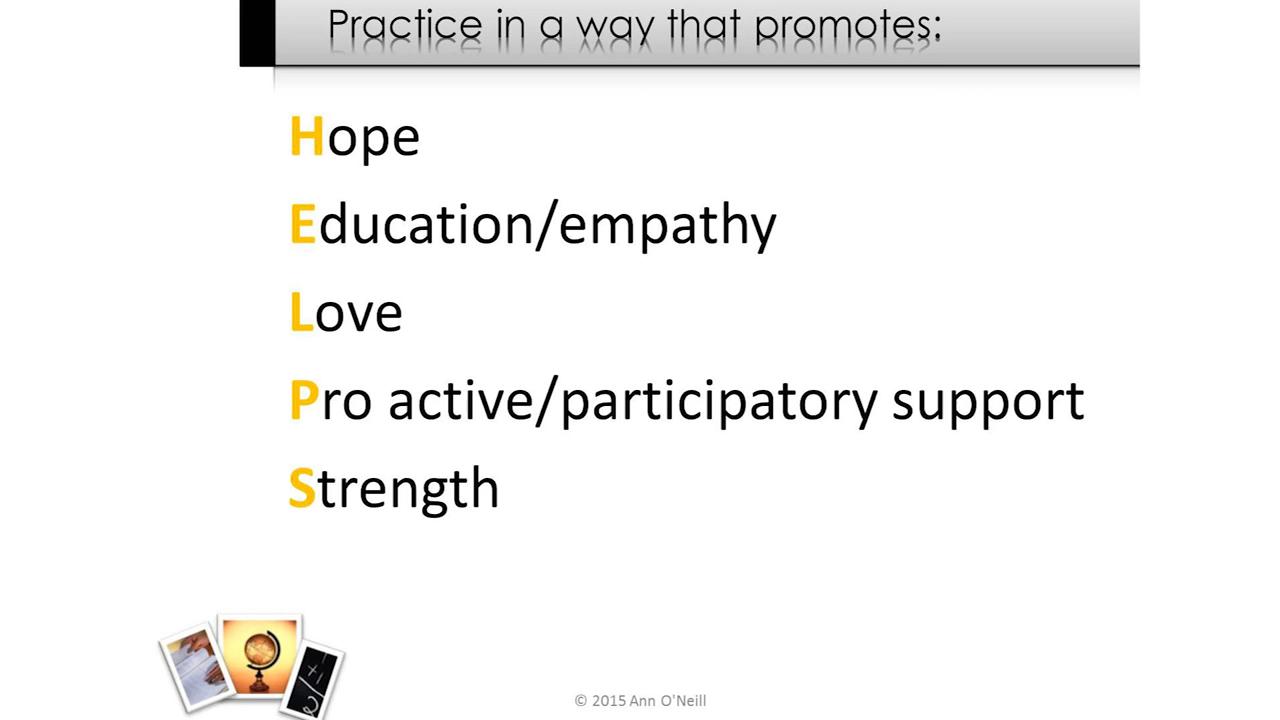 Practice in a way that promotes:
Hope
Education/empathy
Love
Pro active/participatory support
Strength
© 2015 Ann O'Neill